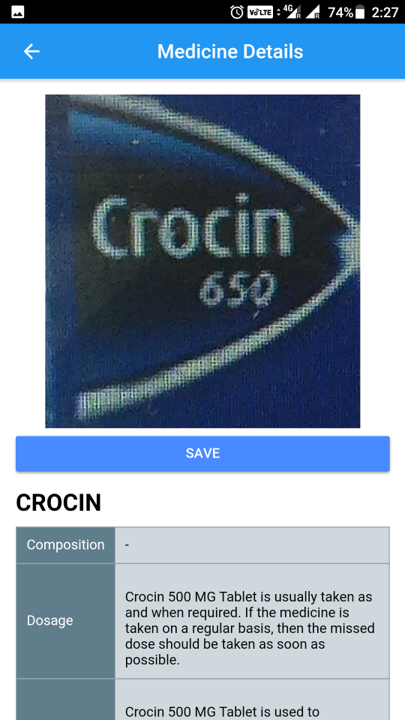 VoLTE 4G R R 74% 2:27
Medicine Details
Crocin
650
SAVE
CROCIN
Composition -
Dosage
Crocin 500 MG Tablet is usually taken as
and when required. If the medicine is
taken on a regular basis, then the missed
dose should be taken as soon as
possible.
Crocin 500 MG Tablet is used to